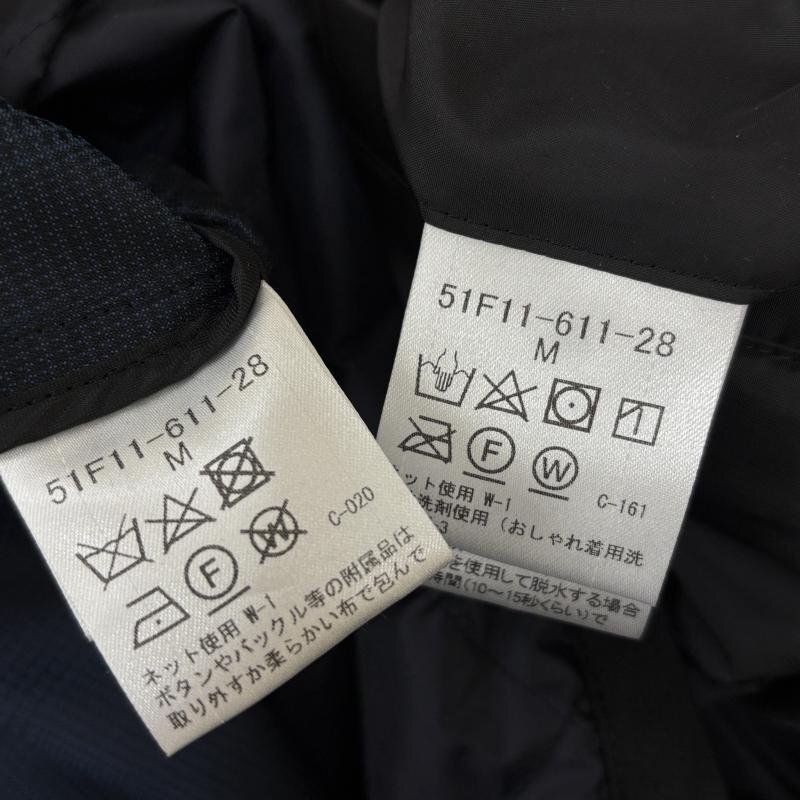 51F11-611-28
M
F
W
C-020
ネット使用 W-1
ボタンやバックル等の附属品は
取り外すか柔らかい布で包んで
51F11-611-28
M
F
W
C-161
ット使用 W-1
洗剤使用（おしゃれ着用洗
-3
を使用して脱水する場合
時間(10〜15秒くらい)で